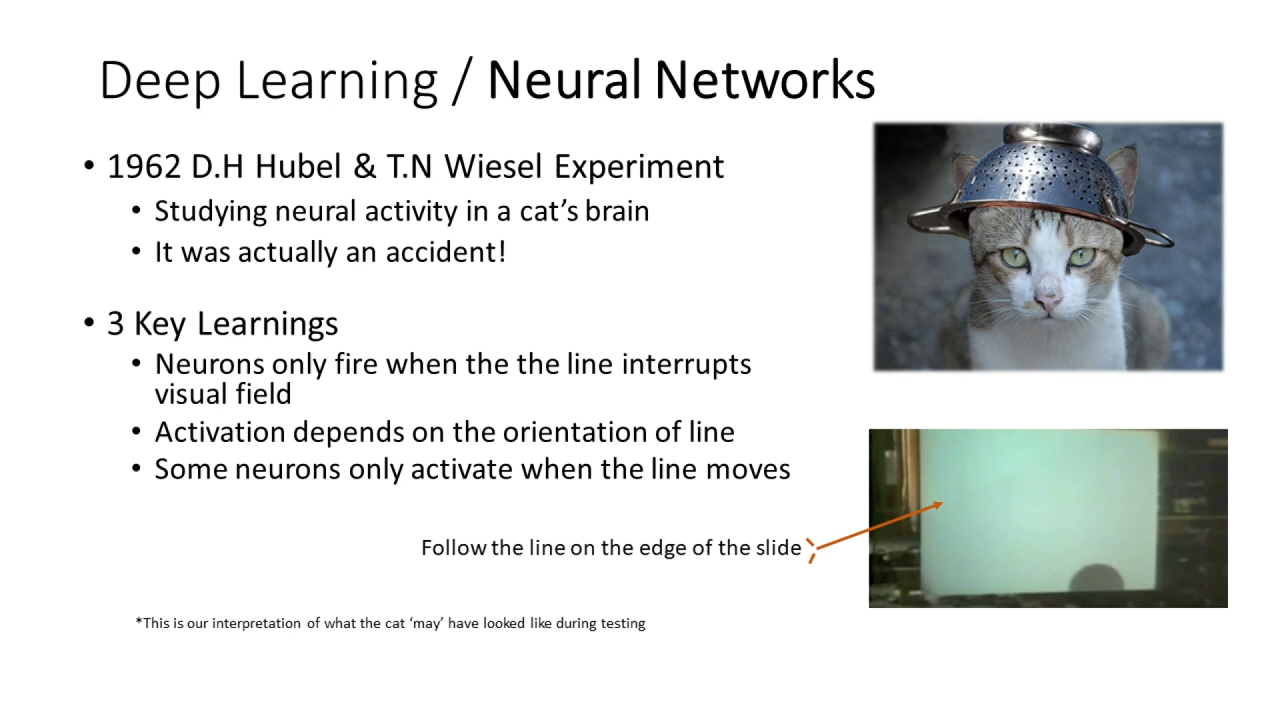 Deep Learning / Neural Networks
• 1962 D.H Hubel & T.N Wiesel Experiment
• Studying neural activity in a cat's brain
• It was actually an accident!
• 3 Key Learnings
• Neurons only fire when the the line interrupts
visual field
• Activation depends on the orientation of line
• Some neurons only activate when the line moves
Follow the line on the edge of the slide
*This is our interpretation of what the cat ‘may’ have looked like during testing